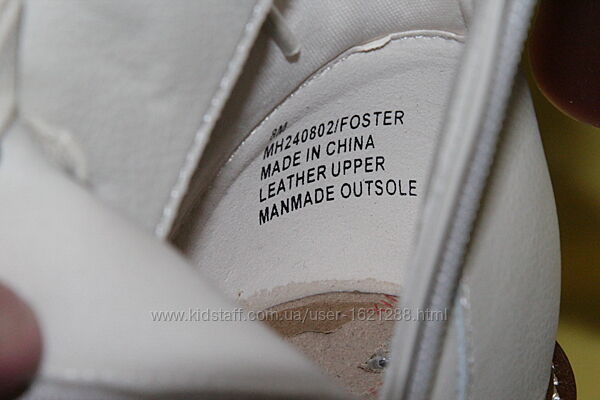 8M
MH240802/FOSTER
MADE IN CHINA
LEATHER UPPER
MANMADE OUTSOLE
www.kidstaff.com.ua/user-1621288.html